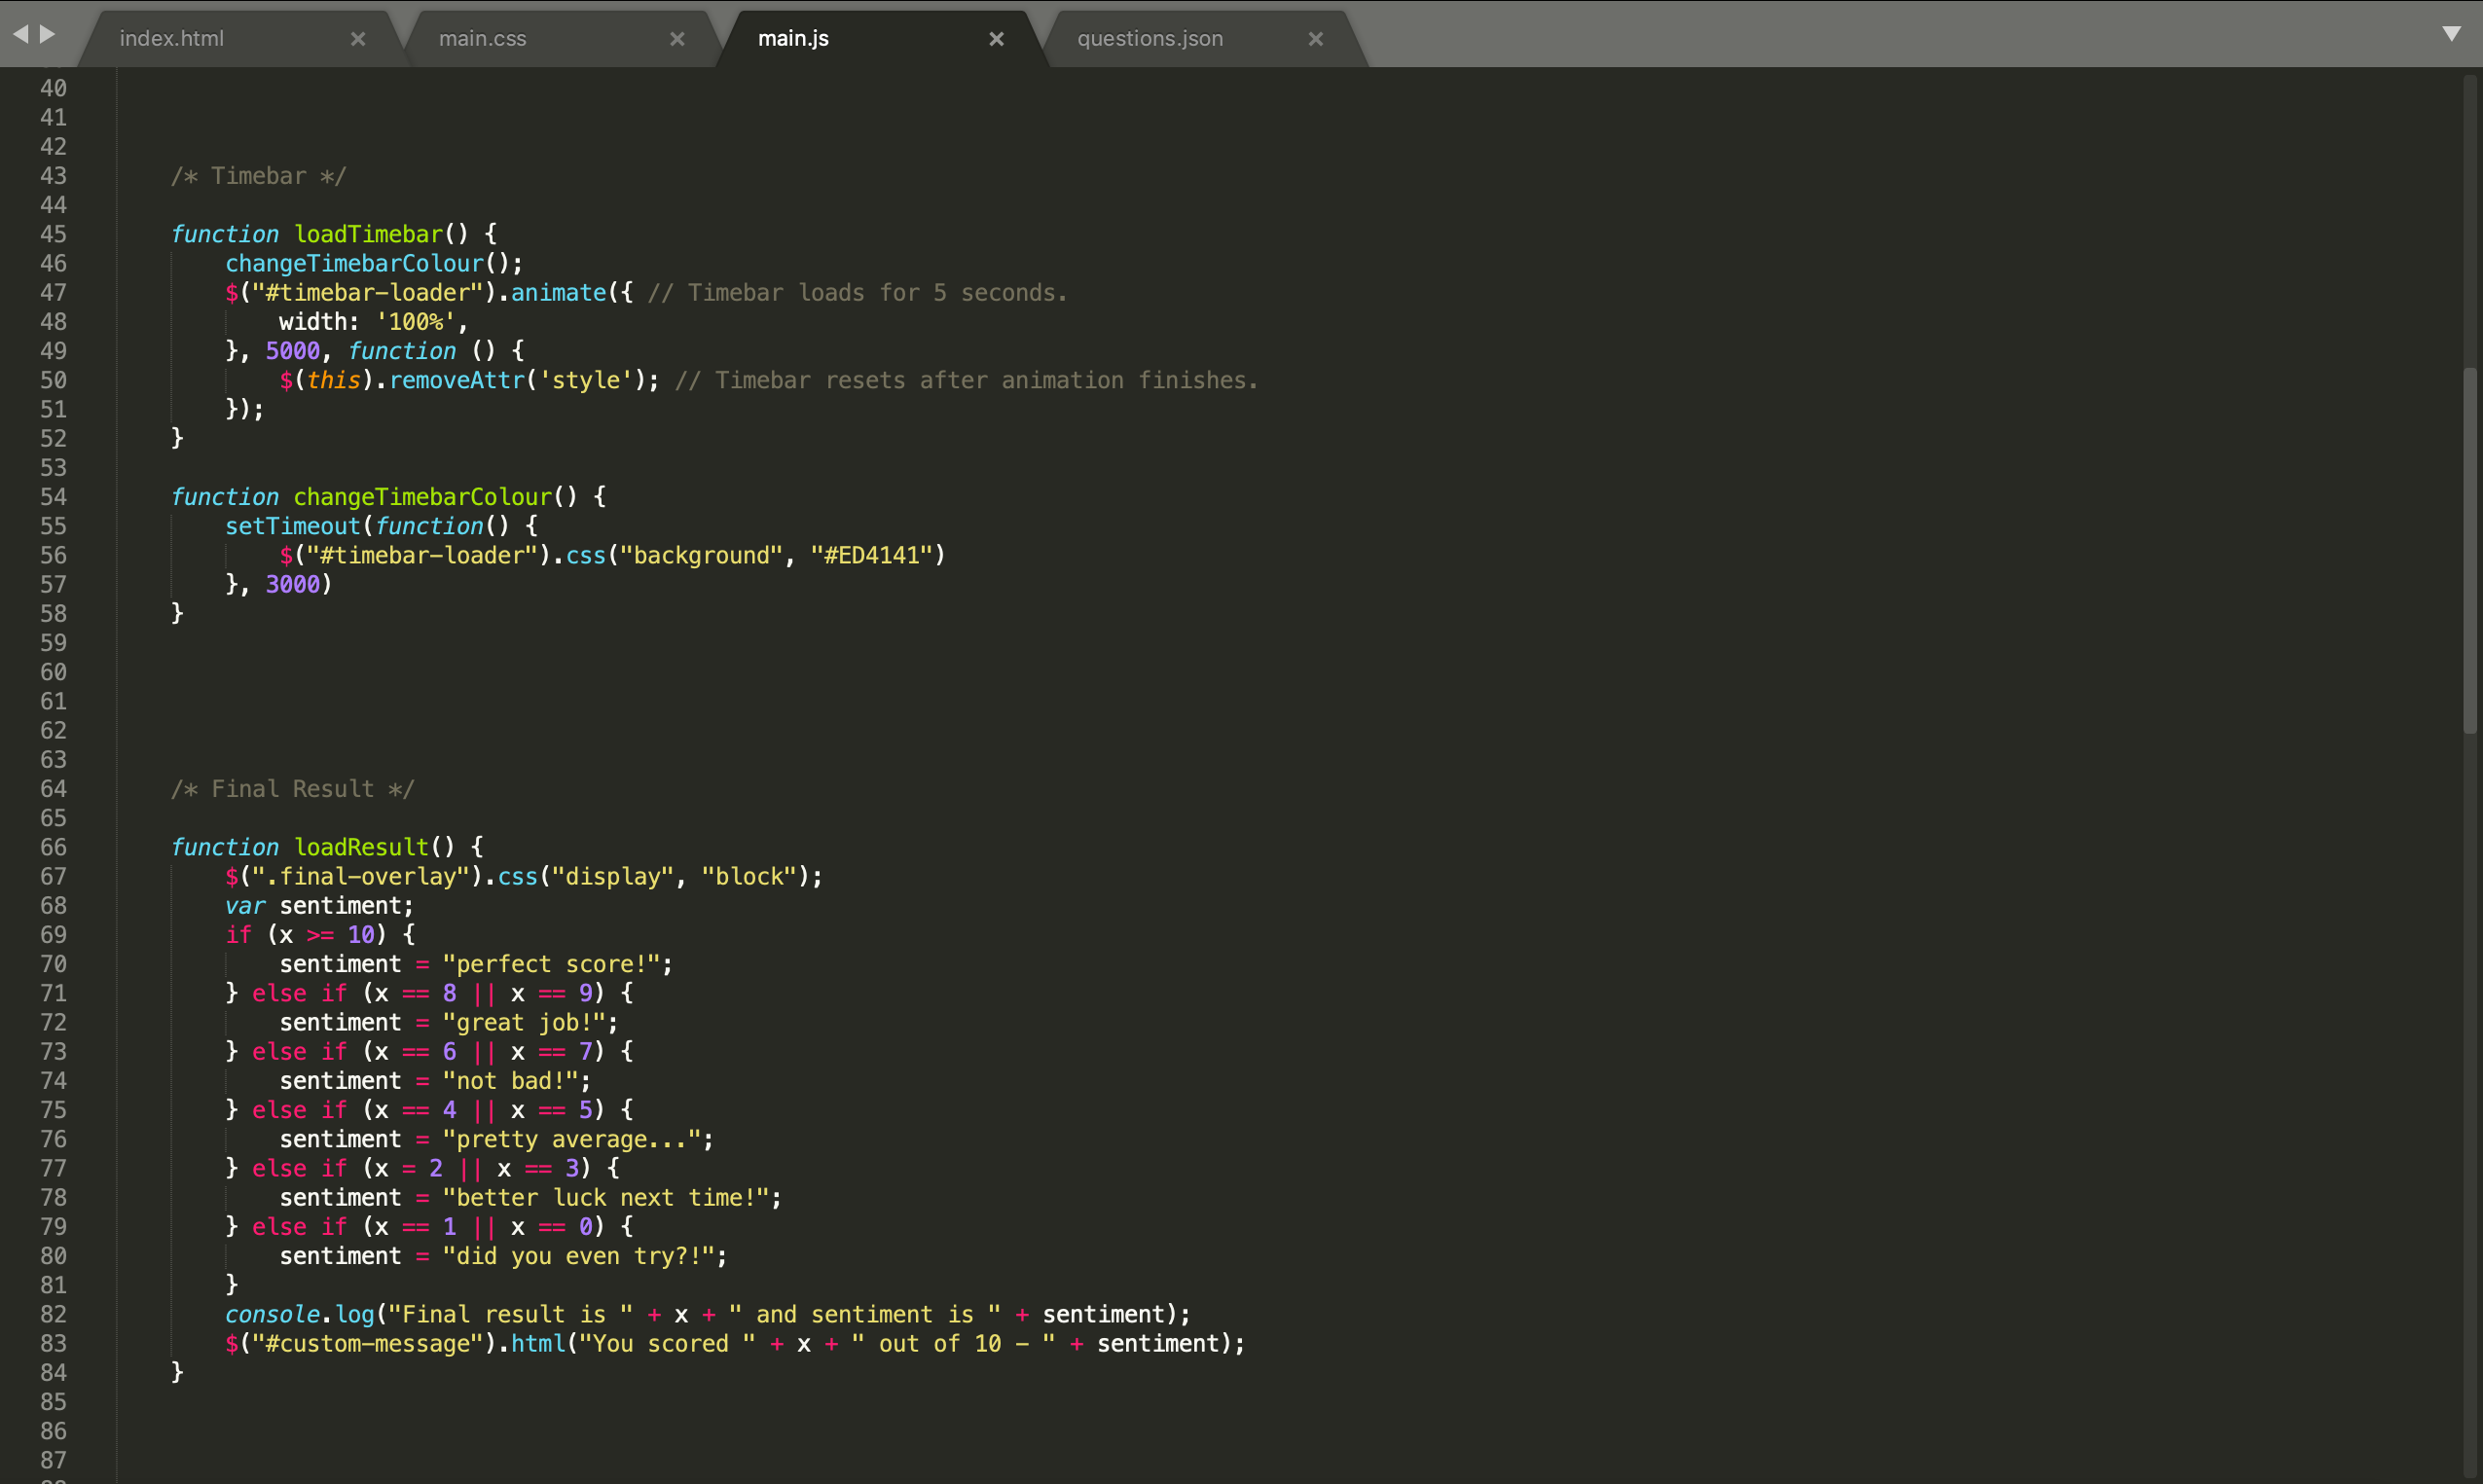 index.html × main.css × main.js × questions.json ×
40
41
42
43 /* Timebar */
44
45 function loadTimebar() {
46 changeTimebarColour();
47 $("#timebar-loader").animate({ // Timebar loads for 5 seconds.
48 width: '100%',
49 }, 5000, function () {
50 $(this).removeAttr('style'); // Timebar resets after animation finishes.
51 });
52 }
53
54 function changeTimebarColour() {
55 setTimeout(function() {
56 $("#timebar-loader").css("background", "#ED4141")
57 }, 3000)
58 }
59
60
61
62
63
64 /* Final Result */
65
66 function loadResult() {
67 $(".final-overlay").css("display", "block");
68 var sentiment;
69 if (x >= 10) {
70 sentiment = "perfect score!";
71 } else if (x == 8 || x == 9) {
72 sentiment = "great job!";
73 } else if (x == 6 || x == 7) {
74 sentiment = "not bad!";
75 } else if (x == 4 || x == 5) {
76 sentiment = "pretty average...";
77 } else if (x = 2 || x == 3) {
78 sentiment = "better luck next time!";
79 } else if (x == 1 || x == 0) {
80 sentiment = "did you even try?!";
81 }
82 console.log("Final result is " + x + " and sentiment is " + sentiment);
83 $("#custom-message").html("You scored " + x + " out of 10 - " + sentiment);
84 }
85
86
87